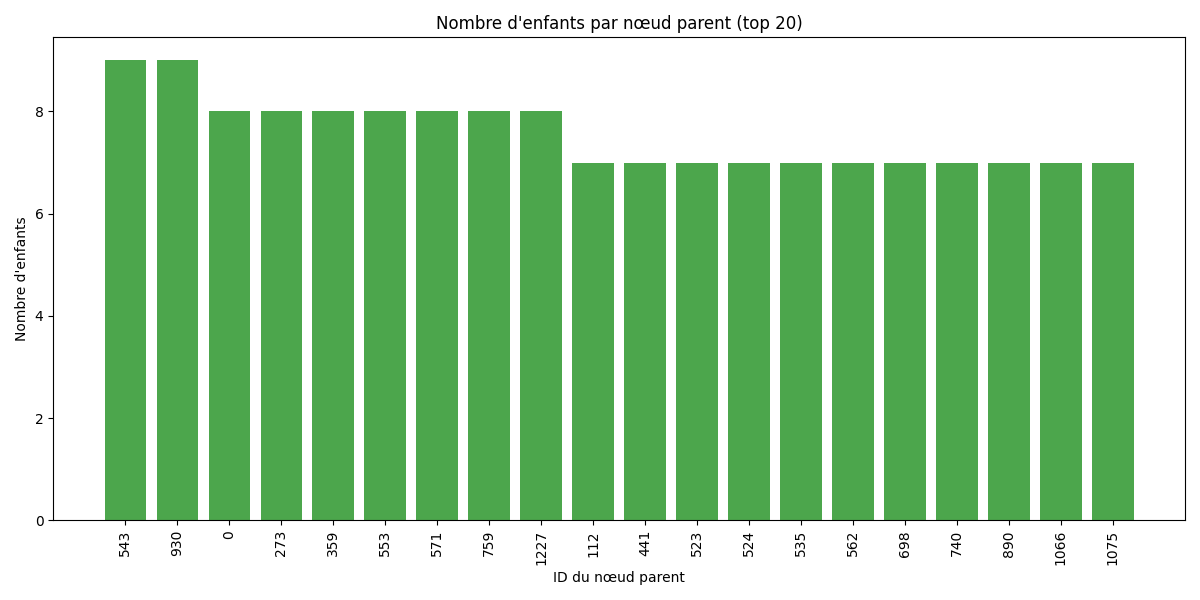 Nombre d'enfants par nœud parent (top 20)
Nombre d'enfants
8
6
4
2
0
543 930 0 273 359 553 571 759 1227 112 441 523 524 535 562 698 740 890 1066 1075
ID du nœud parent